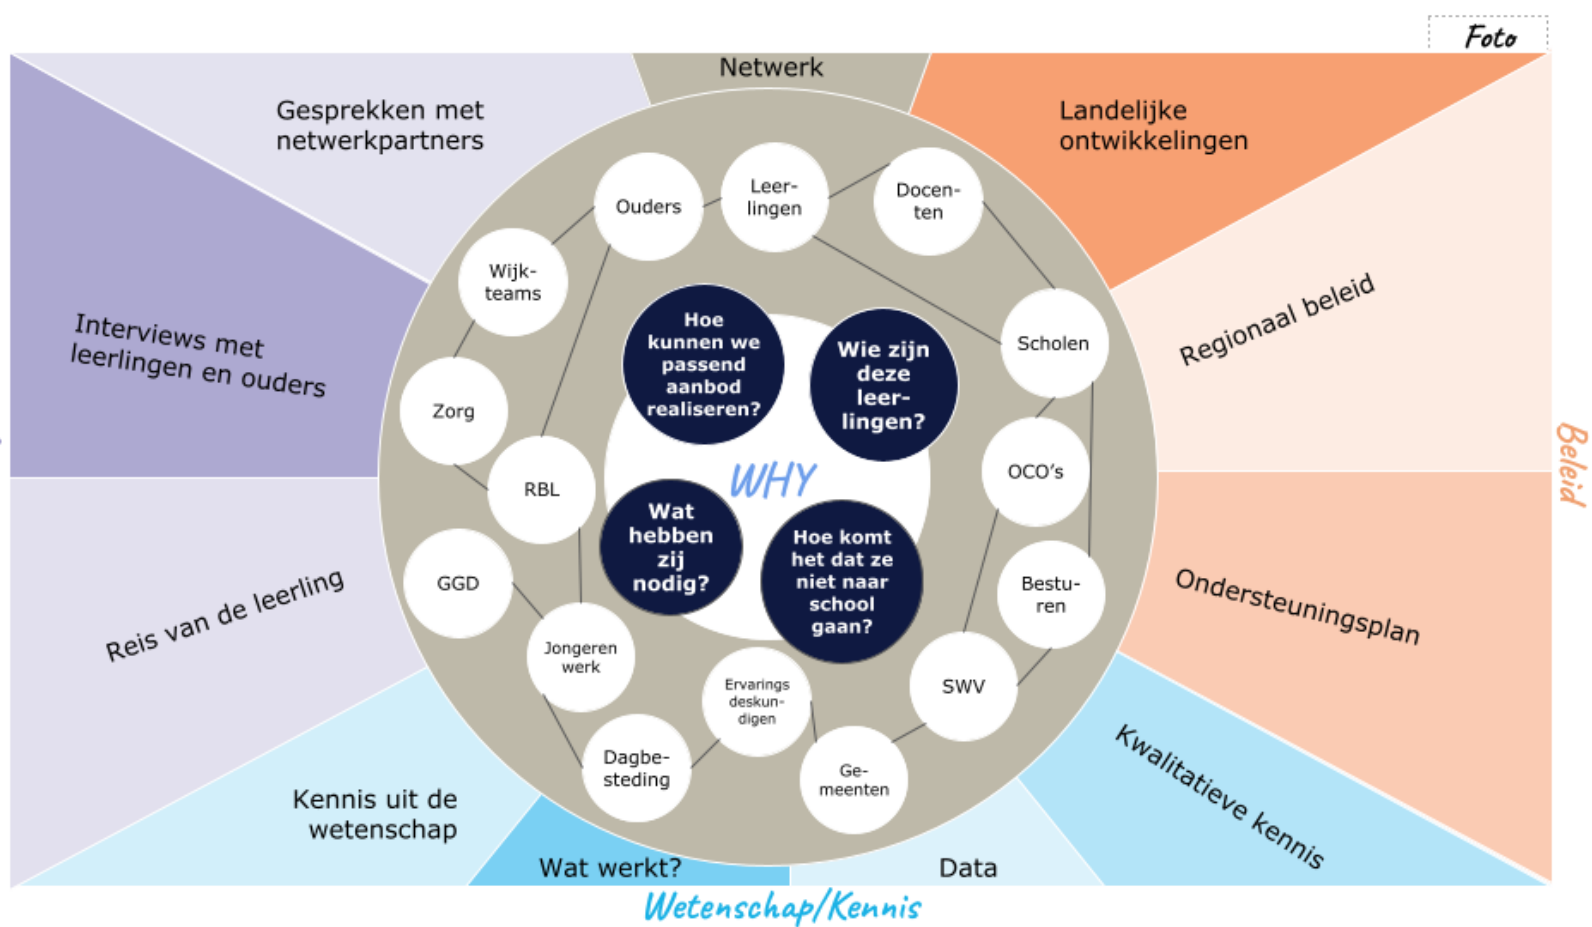 Foto
Netwerk
Gesprekken met
netwerkpartners
Landelijke
ontwikkelingen
Interviews met
leerlingen en ouders
Regionaal beleid
Reis van de leerling
Ondersteuningsplan
Beleid
Kennis uit de
wetenschap
Wat werkt?
Data
Kwalitatieve kennis
Wetenschap/Kennis
Ouders
Leer-
lingen
Docen-
ten
Wijk-
teams
Scholen
Zorg
RBL
OCO's
GGD
Bestu-
ren
Jongeren
werk
SWV
Ervarings
deskun-
digen
Dagbe-
steding
Ge-
meenten
Hoe
kunnen we
passend
aanbod
realiseren?
Wie zijn
deze
leer-
lingen?
WHY
Wat
hebben
zij
nodig?
Hoe komt
het dat ze
niet naar
school
gaan?